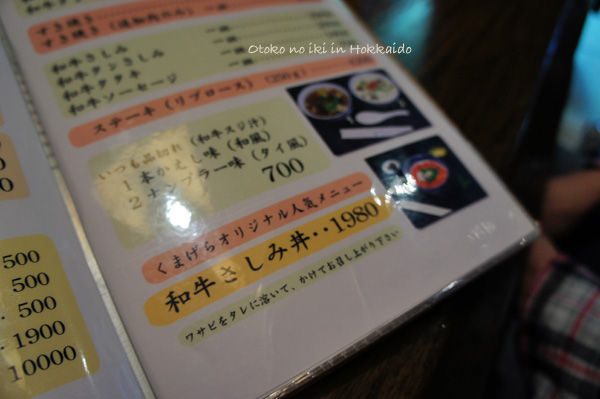 Otoko no iki in Hokkaido
すき焼き
和牛さしみ
和牛タンさしみ
和牛タタキ
和牛ソーセージ
ステーキ(リブロース)(250g)
いつも品切れ(和牛スジ汁)
1 本かえし味(和風)
2 ナンプラー味(タイ風)
700
くまげらオリジナル人気メニュー
和牛さしみ丼・・1980
ワサビをタレに溶いて、かけてお召し上がり下さい
500
500
500
1900
10000